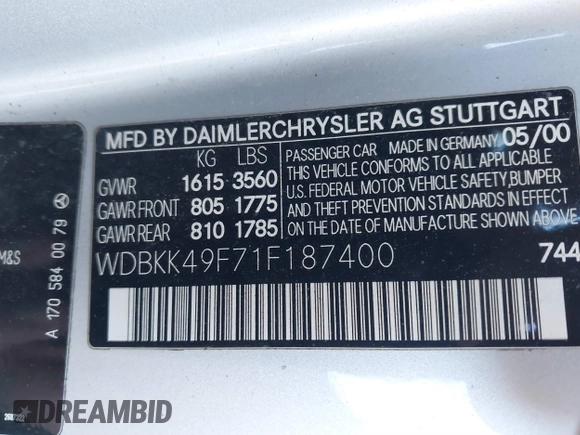 MFD BY DAIMLERCHRYSLER AG STUTTGART
KG LBS
GVWR 1615 3560
GAWR FRONT 805 1775
GAWR REAR 810 1785
PASSENGER CAR MADE IN GERMANY 05/00
THIS VEHICLE CONFORMS TO ALL APPLICABLE
U.S. FEDERAL MOTOR VEHICLE SAFETY, BUMPER
AND THEFT PREVENTION STANDARDS IN EFFECT
ON THE DATE OF MANUFACTURE SHOWN ABOVE.
WDBKK49F71F187400 744
M&S
A 170 584 00 79
DREAMBID